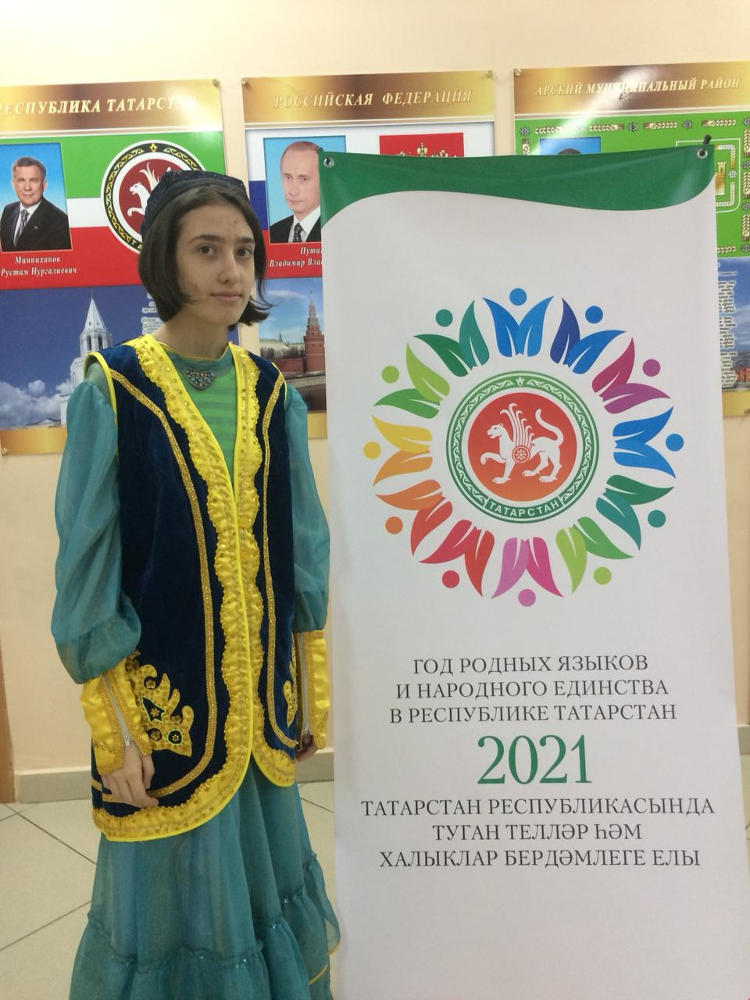 РЕСПУБЛИКА ТАТАРСТАН
Минниханов
Рустам Нургалиевич
РОССИЙСКАЯ ФЕДЕРАЦИЯ
Владимир
АРСКИЙ МУНИЦИПАЛЬНЫЙ РАЙОН
ТАТАРСТАН
ГОД РОДНЫХ ЯЗЫКОВ
И НАРОДНОГО ЕДИНСТВА
В РЕСПУБЛИКЕ ТАТАРСТАН
2021
ТАТАРСТАН РЕСПУБЛИКАСЫНДА
ТУГАН ТЕЛЛӘР ҺӘМ
ХАЛЫКЛАР БЕРДӘМЛЕГЕ ЕЛЫ